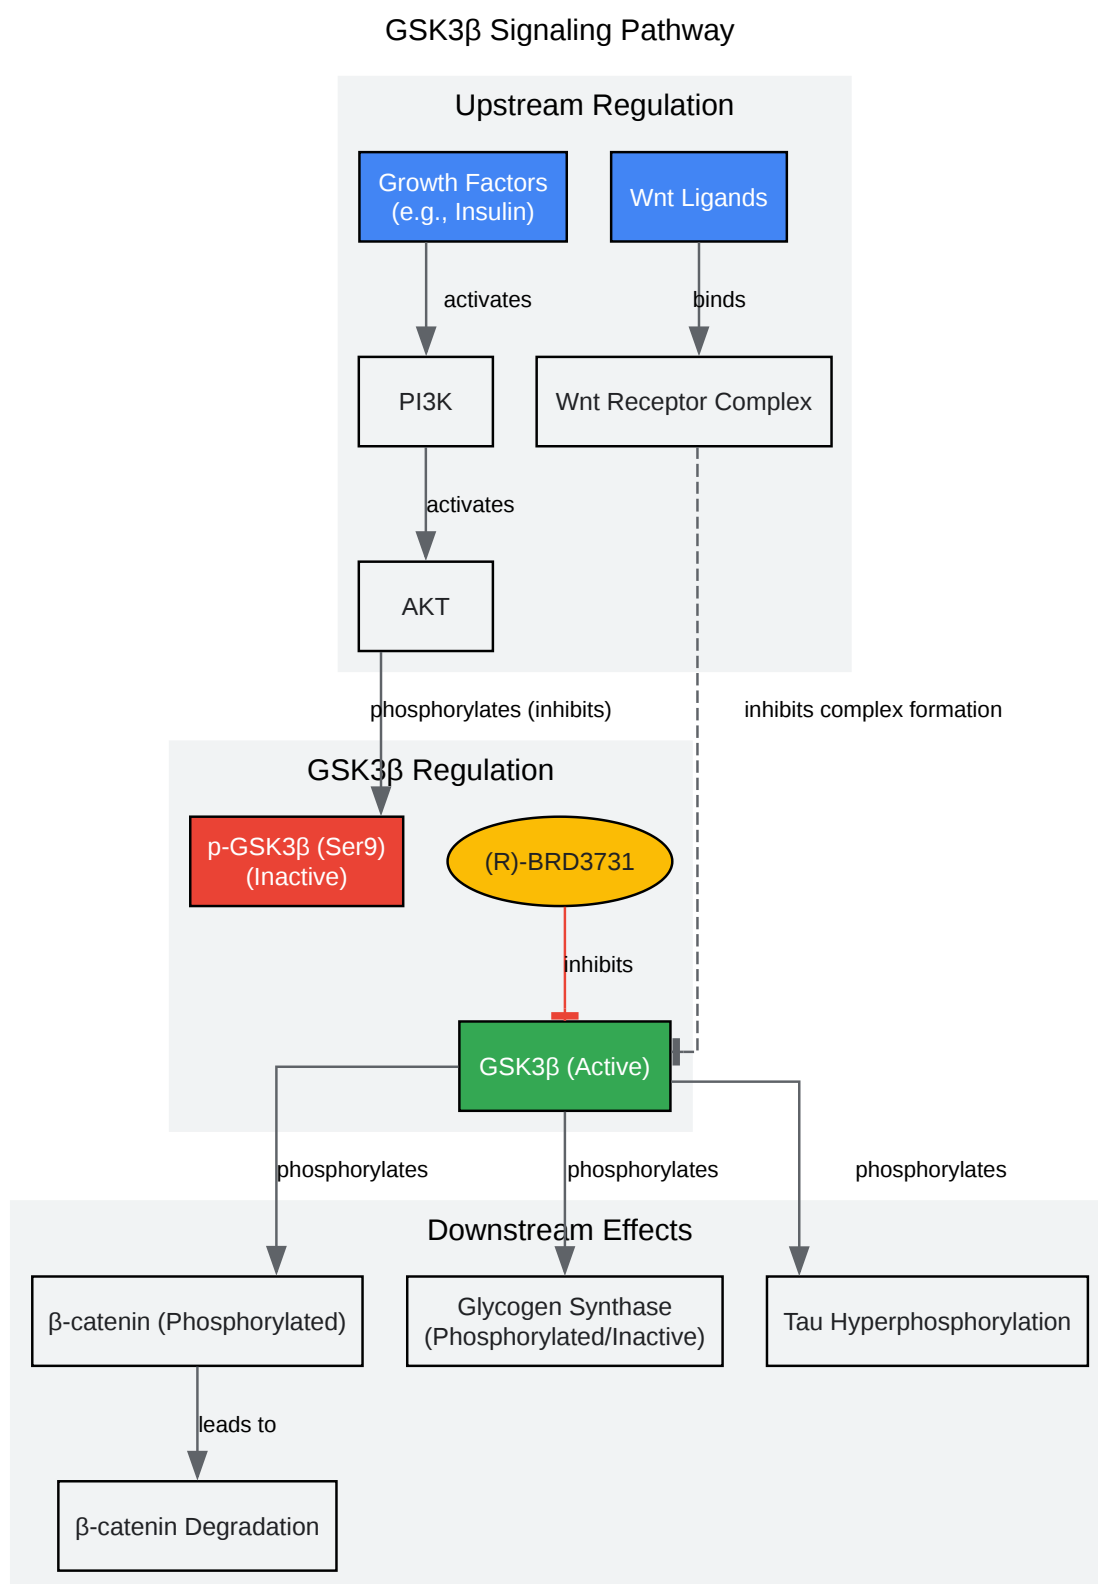 GSK3β Signaling Pathway
Upstream Regulation
Growth Factors
(e.g., Insulin)
Wnt Ligands
activates
binds
PI3K
Wnt Receptor Complex
activates
AKT
phosphorylates (inhibits)
inhibits complex formation
GSK3β Regulation
p-GSK3β (Ser9)
(Inactive)
(R)-BRD3731
inhibits
GSK3β (Active)
phosphorylates
phosphorylates
phosphorylates
Downstream Effects
β-catenin (Phosphorylated)
Glycogen Synthase
(Phosphorylated/Inactive)
Tau Hyperphosphorylation
leads to
β-catenin Degradation